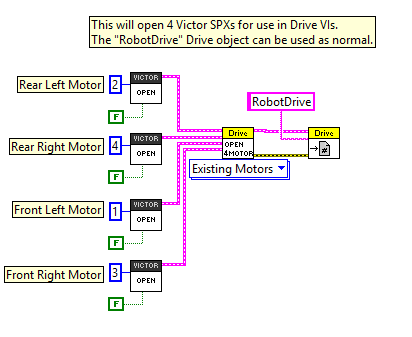 This will open 4 Victor SPXs for use in Drive VIs.
The "RobotDrive" Drive object can be used as normal.
Rear Left Motor
2
VICTOR
OPEN
F
RobotDrive
Rear Right Motor
4
VICTOR
OPEN
F
Drive
OPEN
4MOTOR
Drive
#
Existing Motors
Front Left Motor
1
VICTOR
OPEN
F
Front Right Motor
3
VICTOR
OPEN
F